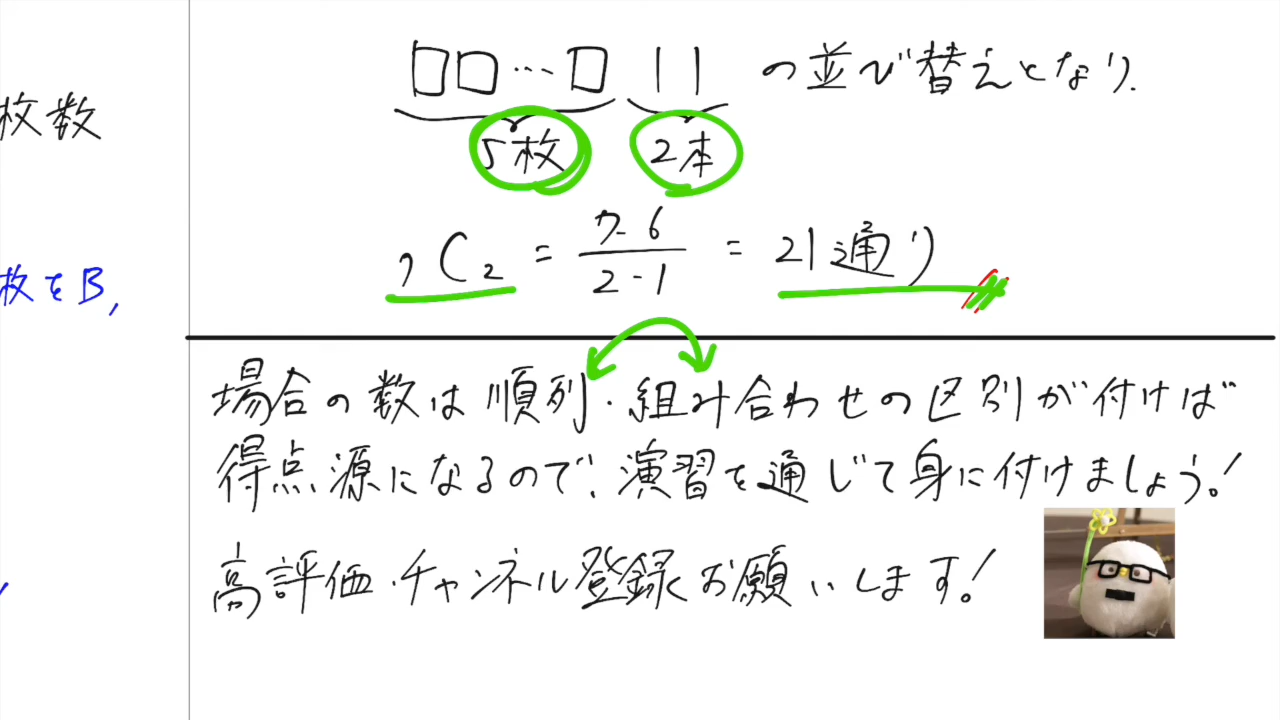 □□…□ | | の並び替えとなり.
枚数
5枚 2本
₇C₂ = 7·6/2·1 = 21通り
枚をB,
場合の数は順列・組み合わせの区別が付けば
得点源になるので、演習を通じて身に付けましょう!
高評価・チャンネル登録お願いします!